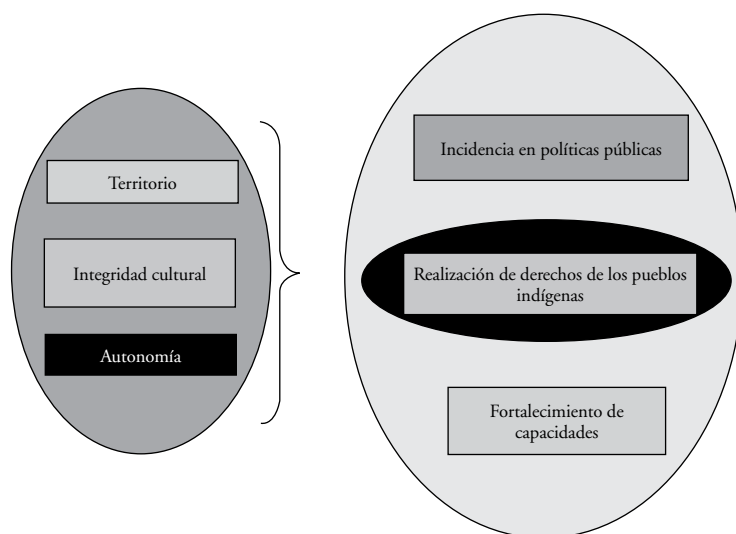 Territorio
Integridad cultural
Autonomía
Incidencia en políticas públicas
Realización de derechos de los pueblos
indígenas
Fortalecimiento de
capacidades